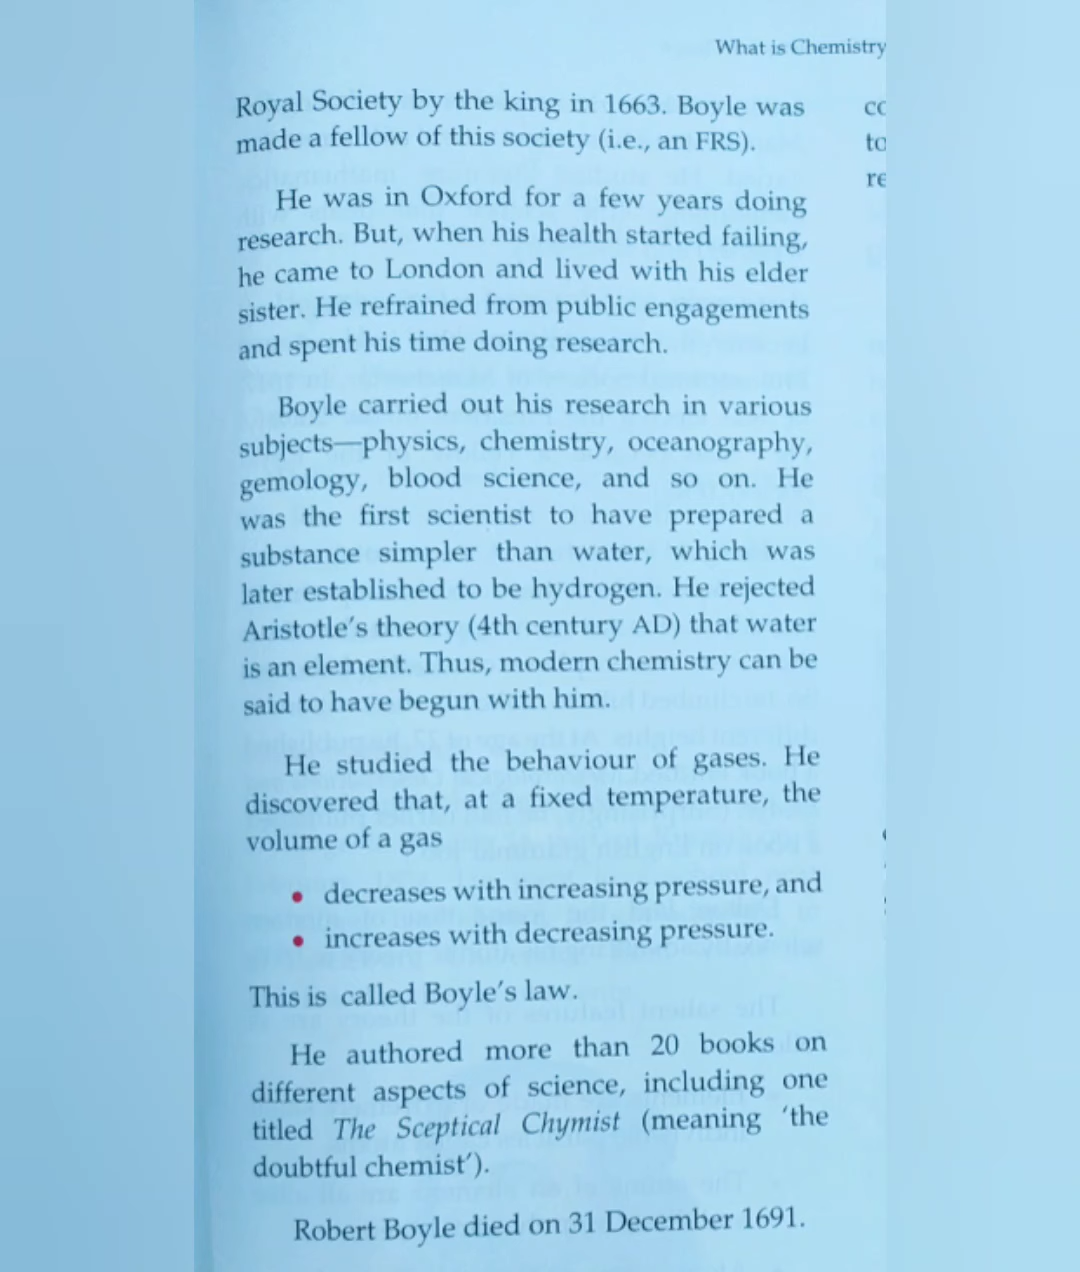 What is Chemistry
Royal Society by the king in 1663. Boyle was
made a fellow of this society (i.e., an FRS).
He was in Oxford for a few years doing
research. But, when his health started failing,
he came to London and lived with his elder
sister. He refrained from public engagements
and spent his time doing research.
Boyle carried out his research in various
subjects—physics, chemistry, oceanography,
gemology, blood science, and so on. He
was the first scientist to have prepared a
substance simpler than water, which was
later established to be hydrogen. He rejected
Aristotle's theory (4th century AD) that water
is an element. Thus, modern chemistry can be
said to have begun with him.
He studied the behaviour of gases. He
discovered that, at a fixed temperature, the
volume of a gas
• decreases with increasing pressure, and
• increases with decreasing pressure.
This is called Boyle's law.
He authored more than 20 books on
different aspects of science, including one
titled The Sceptical Chymist (meaning 'the
doubtful chemist').
Robert Boyle died on 31 December 1691.